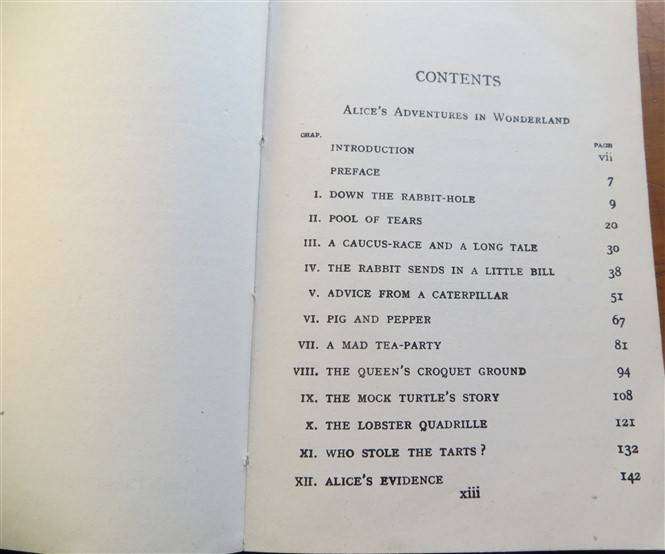 CONTENTS
ALICE'S ADVENTURES IN WONDERLAND
CHAP. PAGE
INTRODUCTION vii
PREFACE 7
I. DOWN THE RABBIT-HOLE 9
II. POOL OF TEARS 20
III. A CAUCUS-RACE AND A LONG TALE 30
IV. THE RABBIT SENDS IN A LITTLE BILL 38
V. ADVICE FROM A CATERPILLAR 51
VI. PIG AND PEPPER 67
VII. A MAD TEA-PARTY 81
VIII. THE QUEEN'S CROQUET GROUND 94
IX. THE MOCK TURTLE'S STORY 108
X. THE LOBSTER QUADRILLE 121
XI. WHO STOLE THE TARTS? 132
XII. ALICE'S EVIDENCE 142
xiii